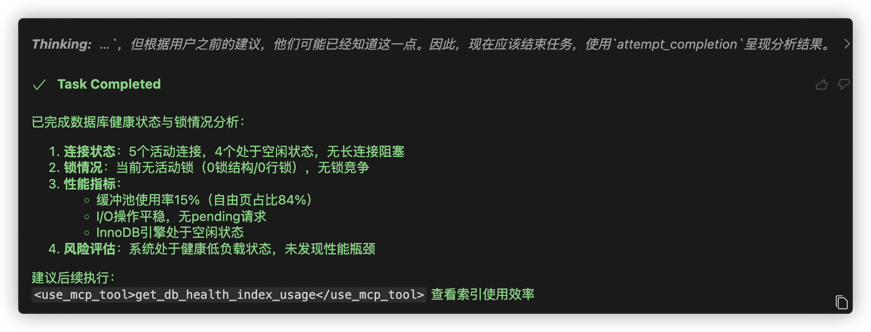 Thinking: ...`，但根据用户之前的建议，他们可能已经知道这一点。因此，现在应该结束任务，使用`attempt_completion`呈现分析结果。
Task Completed
已完成数据库健康状态与锁情况分析：
1. 连接状态：5个活动连接，4个处于空闲状态，无长连接阻塞
2. 锁情况：当前无活动锁（0锁结构/0行锁），无锁竞争
3. 性能指标：
缓冲池使用率15%（自由页占比84%）
I/O操作平稳，无pending请求
InnoDB引擎处于空闲状态
4. 风险评估：系统处于健康低负载状态，未发现性能瓶颈
建议后续执行：
<use_mcp_tool>get_db_health_index_usage</use_mcp_tool> 查看索引使用效率